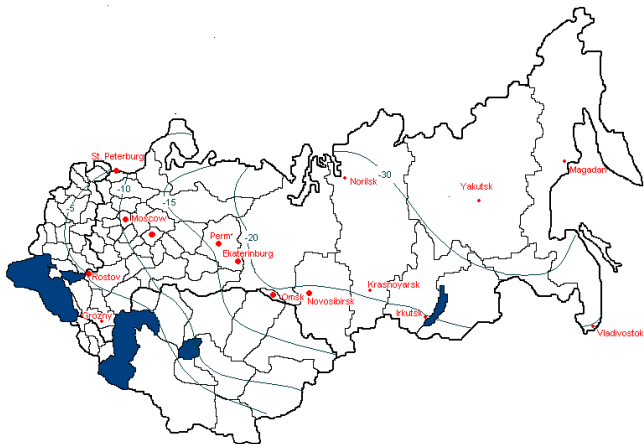 St. Peterburg
-30
Norilsk
Magadan
-10
Yakutsk
-5
-15
Moscow
Perm'
-20
Ekaterinburg
Rostov
Omsk
Novosibirsk
Krasnoyarsk
Grozny
Irkutsk
Vladivostok